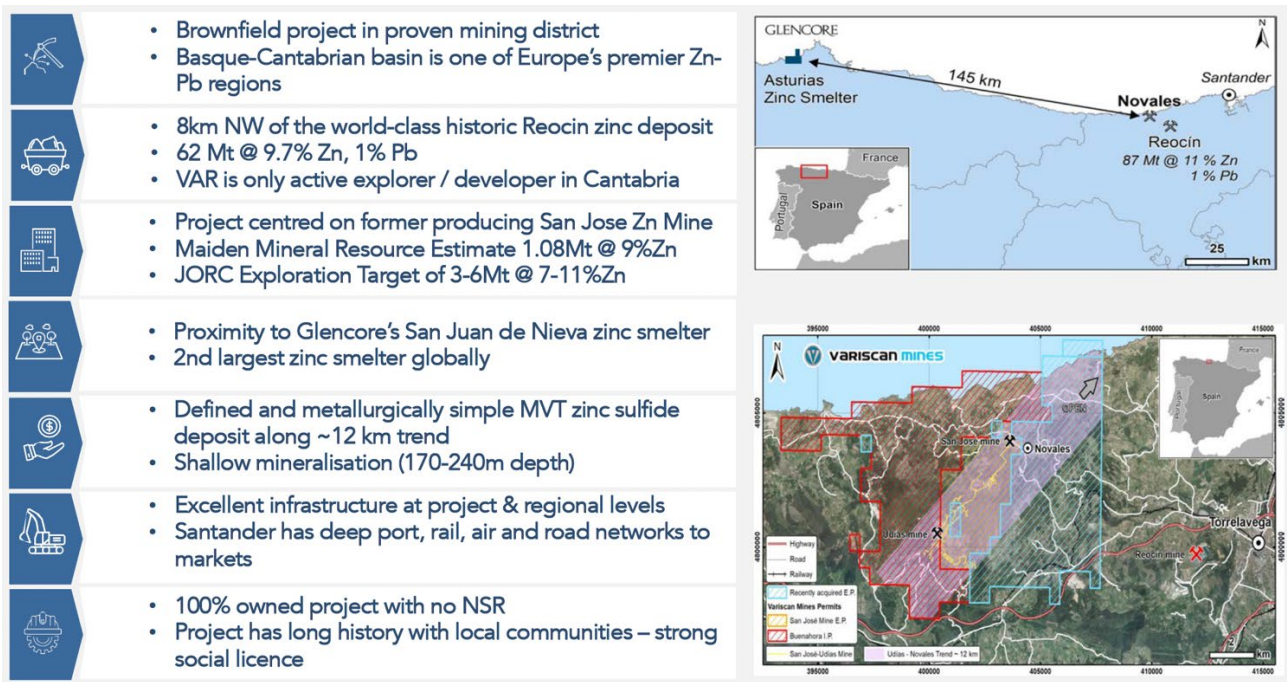 • Brownfield project in proven mining district
• Basque-Cantabrian basin is one of Europe's premier Zn-
Pb regions
• 8km NW of the world-class historic Reocin zinc deposit
• 62 Mt @ 9.7% Zn, 1% Pb
• VAR is only active explorer / developer in Cantabria
• Project centred on former producing San Jose Zn Mine
• Maiden Mineral Resource Estimate 1.08Mt @ 9%Zn
• JORC Exploration Target of 3-6Mt @ 7-11%Zn
• Proximity to Glencore's San Juan de Nieva zinc smelter
• 2nd largest zinc smelter globally
• Defined and metallurgically simple MVT zinc sulfide
deposit along ~12 km trend
• Shallow mineralisation (170-240m depth)
• Excellent infrastructure at project & regional levels
• Santander has deep port, rail, air and road networks to
markets
• 100% owned project with no NSR
• Project has long history with local communities – strong
social licence
GLENCORE
N
Asturias
Zinc Smelter
145 km
Santander
Novales
Reocín
87 Mt @ 11 % Zn
1 % Pb
France
Spain
Portugal
25
km
395000 400000 405000 410000 415000
N
VARISCAN MINES
France
Spain
Portugal
OPEN
4805000
4805000
San José mine
Novales
Udías mine
Torrelavega
Reocín mine
4800000
4800000
Highway
Road
Railway
Recently acquired E.P.
Variscan Mines Permits
San José Mine E.P.
Buenahora I.P.
San José-Udías Mine
Udías - Novales Trend ~ 12 km
2
km
395000 400000 405000 410000 415000